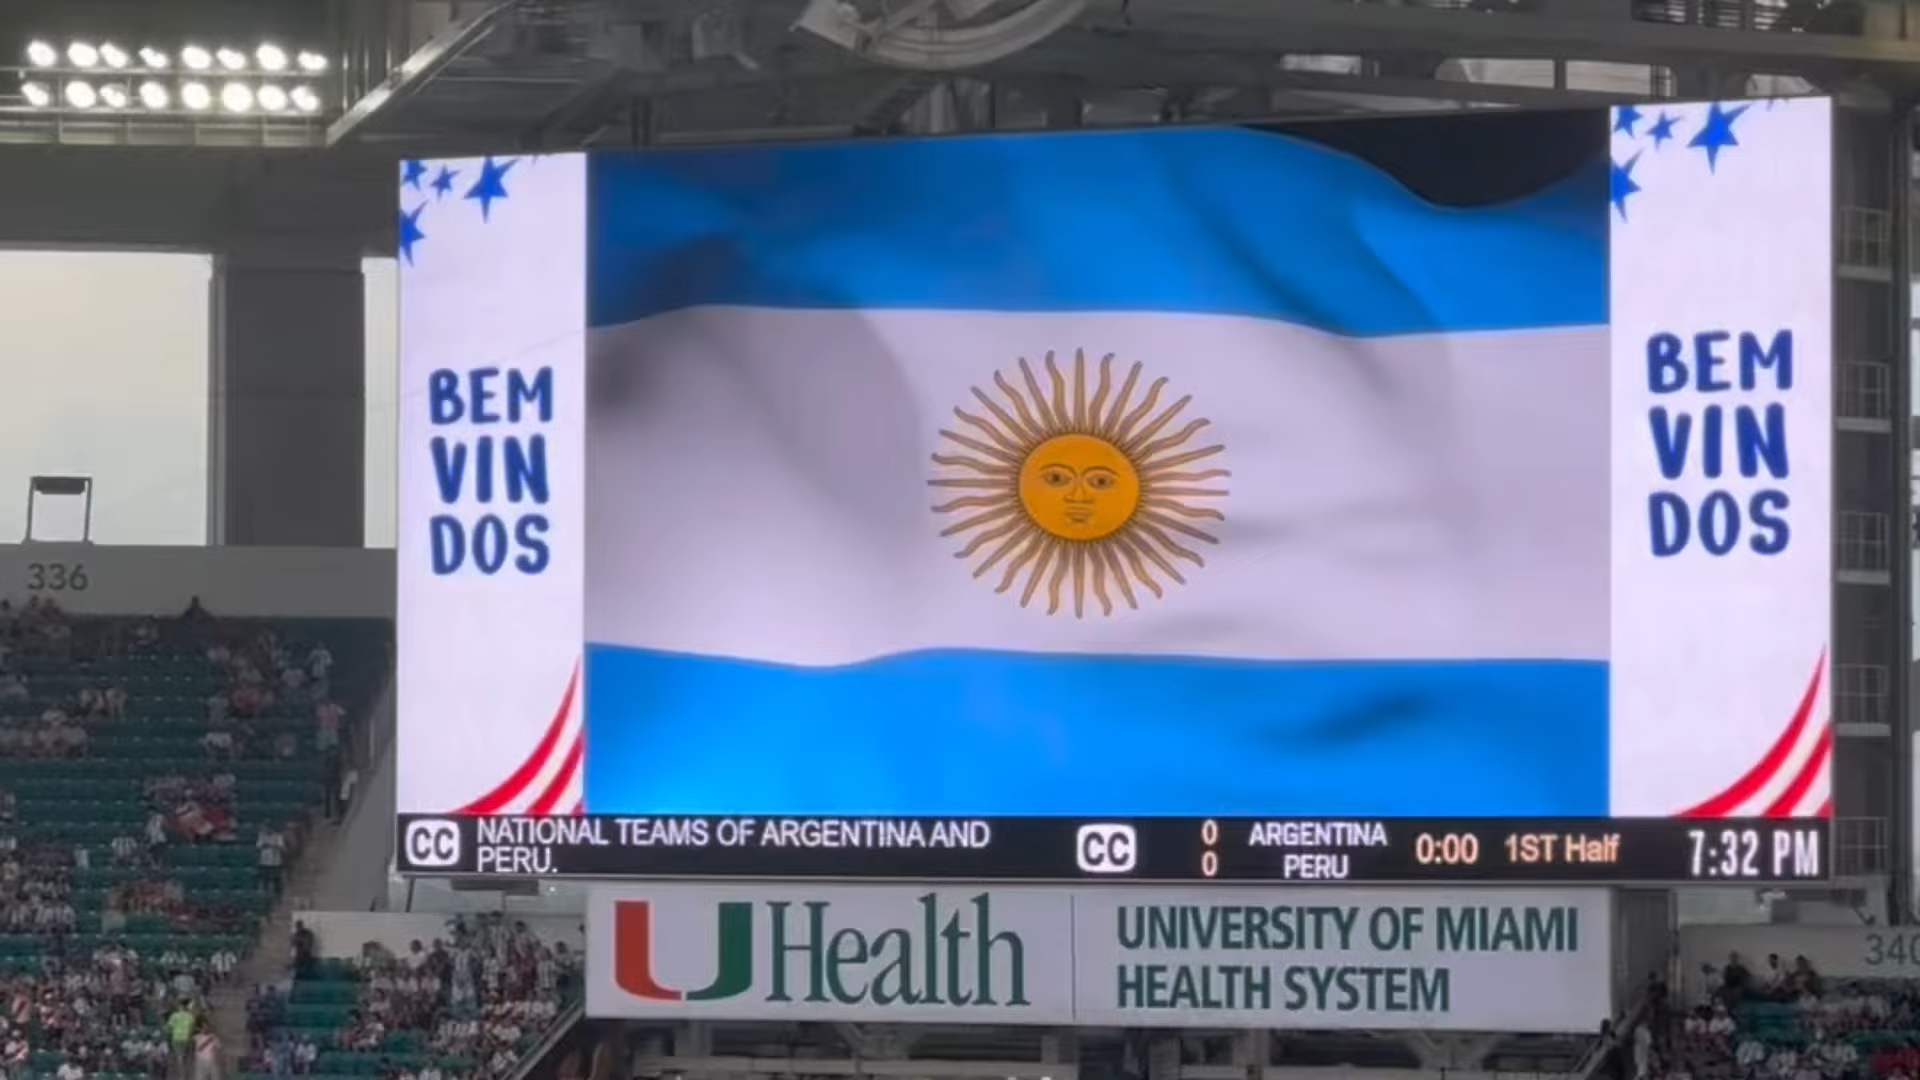 336
BEM
VIN
DOS
BEM
VIN
DOS
CC NATIONAL TEAMS OF ARGENTINA AND
PERU.
CC
0 ARGENTINA
0 PERU
0:00 1ST Half
7:32 PM
UHealth
UNIVERSITY OF MIAMI
HEALTH SYSTEM
340